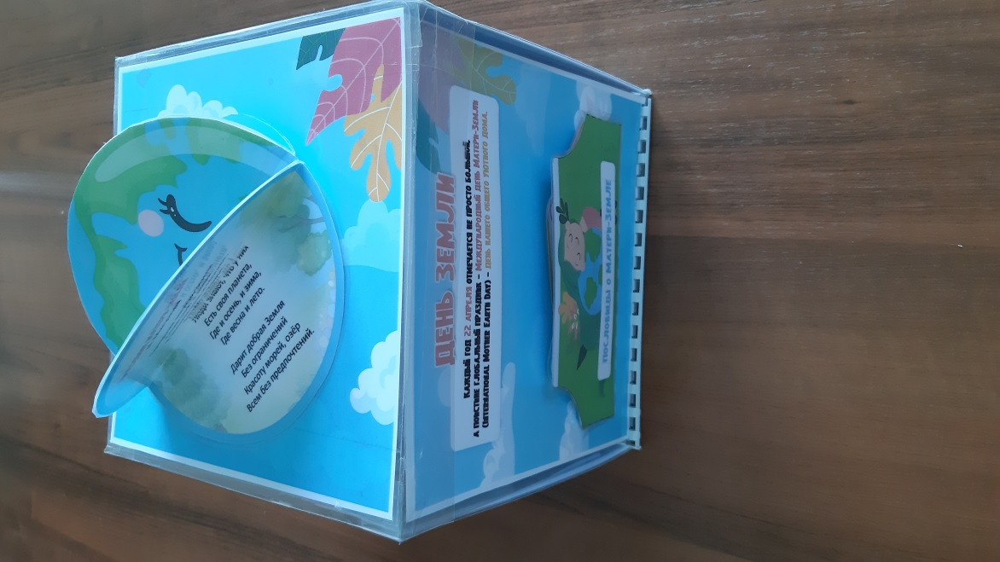 знают, что у них
Есть своя планета,
Где и осень, и зима,
Где весна и лето.
Дарит добрая Земля
Без ограничений
Красоту морей, озёр
Всем без предпочтений.
ДЕНЬ ЗЕМЛИ
Каждый год 22 апреля отмечается не просто большой,
а поистине глобальный праздник – Международный день Матери-Земли
(International Mother Earth Day) – день нашего общего уютного дома.
ПОСЛОВИЦЫ О МАТЕРИ-ЗЕМЛЕ